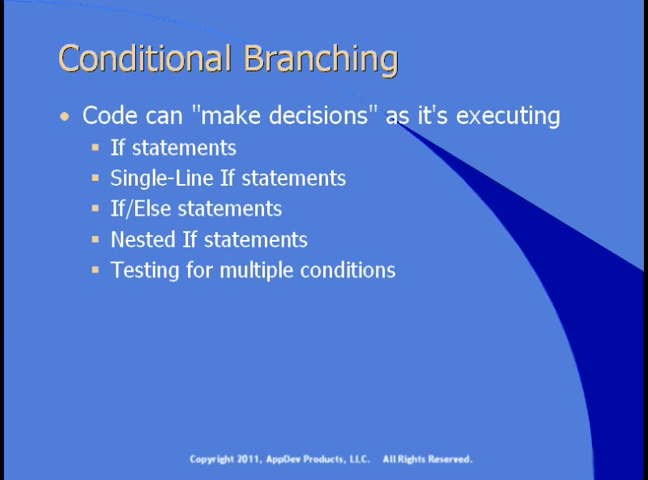 Conditional Branching
• Code can "make decisions" as it's executing
▪ If statements
▪ Single-Line If statements
▪ If/Else statements
▪ Nested If statements
▪ Testing for multiple conditions
Copyright 2011, AppDev Products, LLC. All Rights Reserved.